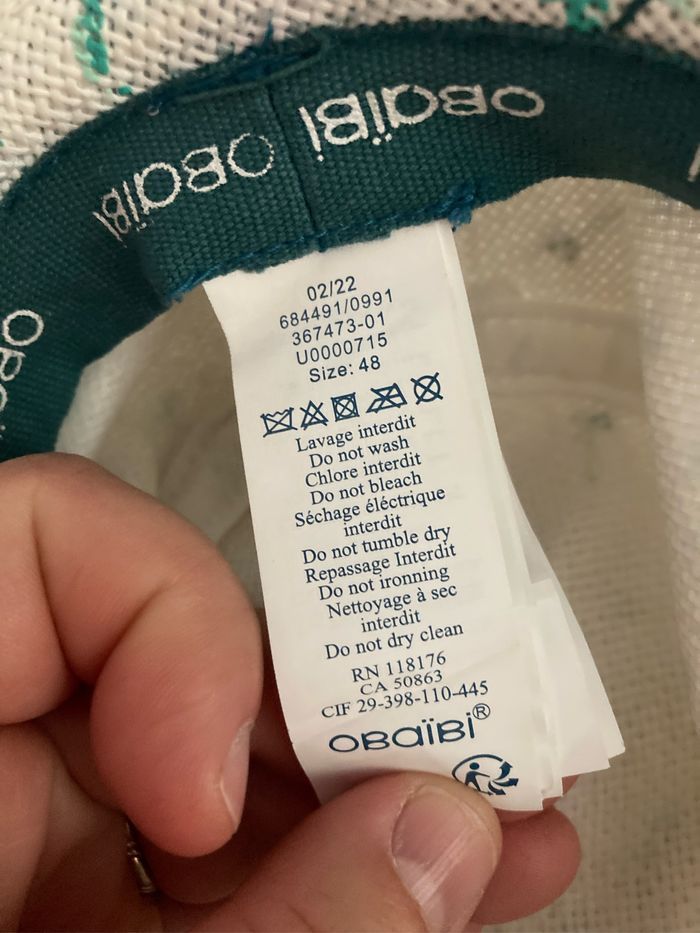 OBaïBi
OBaïBi
02/22
684491/0991
367473-01
U0000715
Size: 48
Lavage interdit
Do not wash
Chlore interdit
Do not bleach
Séchage éléctrique
interdit
Do not tumble dry
Repassage Interdit
Do not ironning
Nettoyage à sec
interdit
Do not dry clean
RN 118176
CA 50863
CIF 29-398-110-445
OBaïBi®